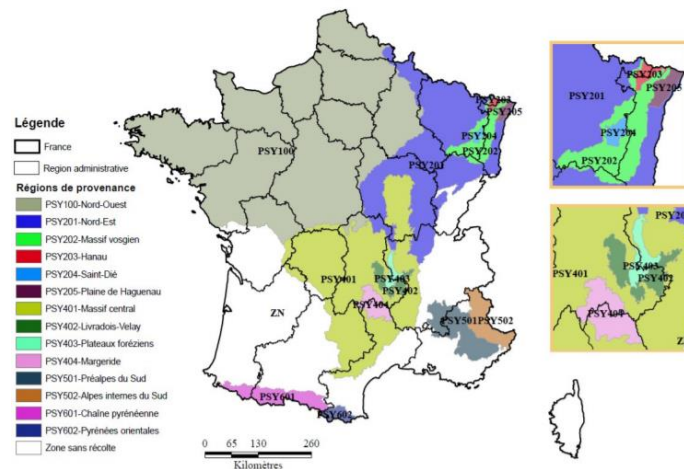 Légende
France
Region administrative
Régions de provenance
PSY100-Nord-Ouest
PSY201-Nord-Est
PSY202-Massif vosgien
PSY203-Hanau
PSY204-Saint-Dié
PSY205-Plaine de Haguenau
PSY401-Massif central
PSY402-Livradois-Velay
PSY403-Plateaux foréziens
PSY404-Margeride
PSY501-Préalpes du Sud
PSY502-Alpes internes du Sud
PSY601-Chaîne pyrénéenne
PSY602-Pyrénées orientales
Zone sans récolte
PSY100
PSY203
PSY205
PSY204
PSY202
PSY201
PSY401
PSY403
PSY402
PSY404
ZN
PSY501
PSY502
PSY601
PSY602
0 65 130 260
Kilomètres
PSY203
PSY201
PSY205
PSY204
PSY202
PSY20
PSY401
PSY403
PSY402
PSY404
Z